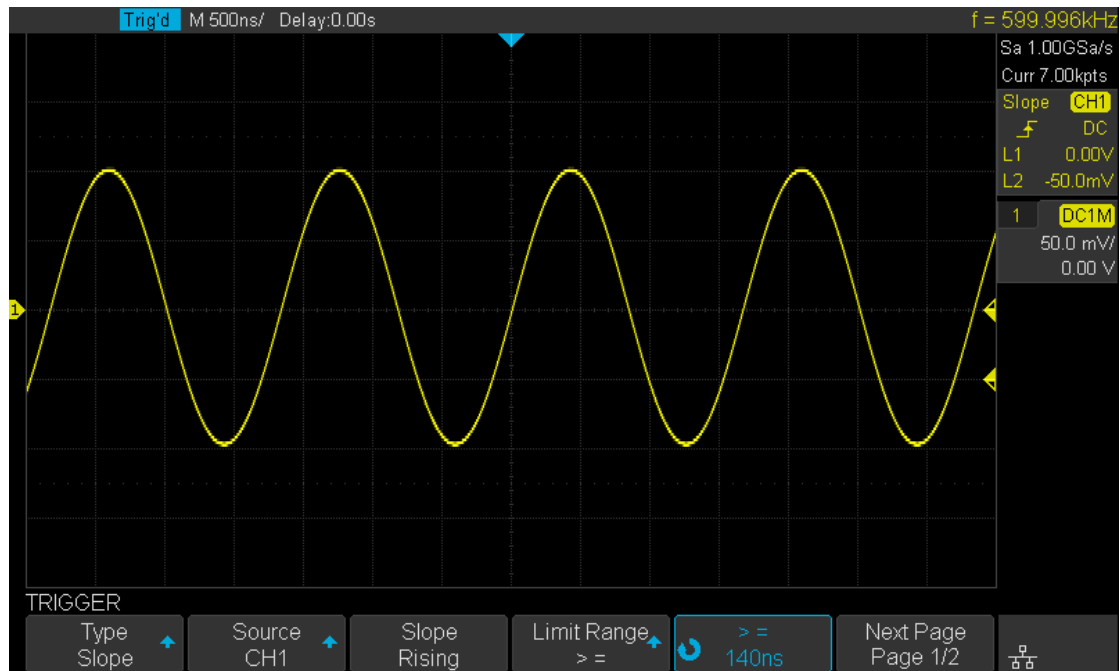 Trig'd M 500ns/ Delay:0.00s f = 599.996kHz
Sa 1.00GSa/s
Curr 7.00kpts
Slope CH1
DC
L1 0.00V
L2 -50.0mV
1 DC1M
50.0 mV/
0.00 V
1
TRIGGER
Type Source Slope Limit Range > = Next Page
Slope CH1 Rising > = 140ns Page 1/2